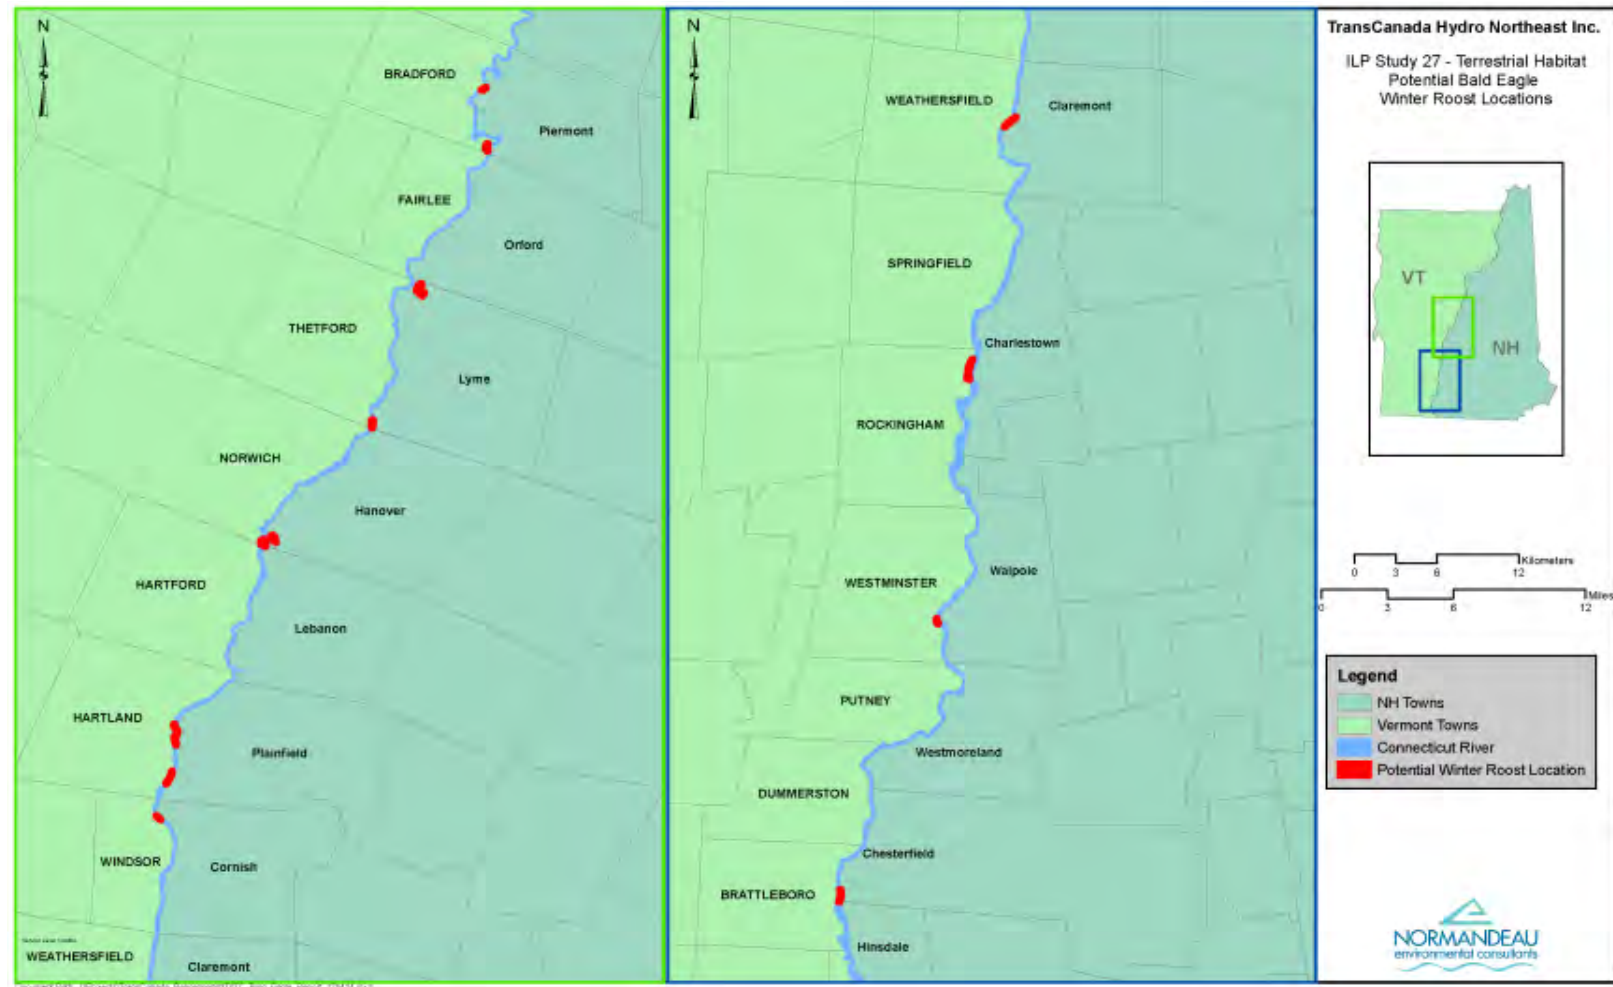 N
BRADFORD
Piermont
FAIRLEE
Orford
THETFORD
Lyme
NORWICH
Hanover
HARTFORD
Lebanon
HARTLAND
Plainfield
WINDSOR
Cornish
WEATHERSFIELD
Claremont
N
WEATHERSFIELD
Claremont
SPRINGFIELD
Charlestown
ROCKINGHAM
WESTMINSTER
Walpole
PUTNEY
Westmoreland
DUMMERSTON
Chesterfield
BRATTLEBORO
Hinsdale
TransCanada Hydro Northeast Inc.
ILP Study 27 - Terrestrial Habitat
Potential Bald Eagle
Winter Roost Locations
VT
NH
Kilometers
0 3 6 12
Miles
0 3 6 12
Legend
NH Towns
Vermont Towns
Connecticut River
Potential Winter Roost Location
NORMANDEAU
environmental consultants